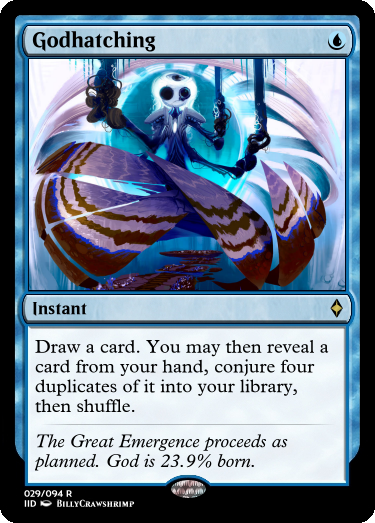 Godhatching
Instant
Draw a card. You may then reveal a
card from your hand, conjure four
duplicates of it into your library,
then shuffle.
The Great Emergence proceeds as
planned. God is 23.9% born.
029/094 R
IID BillyCrawshrimp